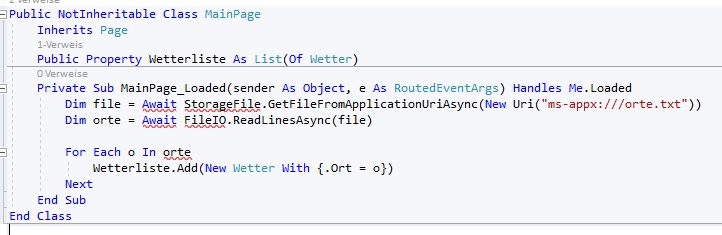 2 Verweise
Public NotInheritable Class MainPage
Inherits Page
1-Verweis
Public Property Wetterliste As List(Of Wetter)
0 Verweise
Private Sub MainPage_Loaded(sender As Object, e As RoutedEventArgs) Handles Me.Loaded
Dim file = Await StorageFile.GetFileFromApplicationUriAsync(New Uri("ms-appx:///orte.txt"))
Dim orte = Await FileIO.ReadLinesAsync(file)
For Each o In orte
Wetterliste.Add(New Wetter With {.Ort = o})
Next
End Sub
End Class